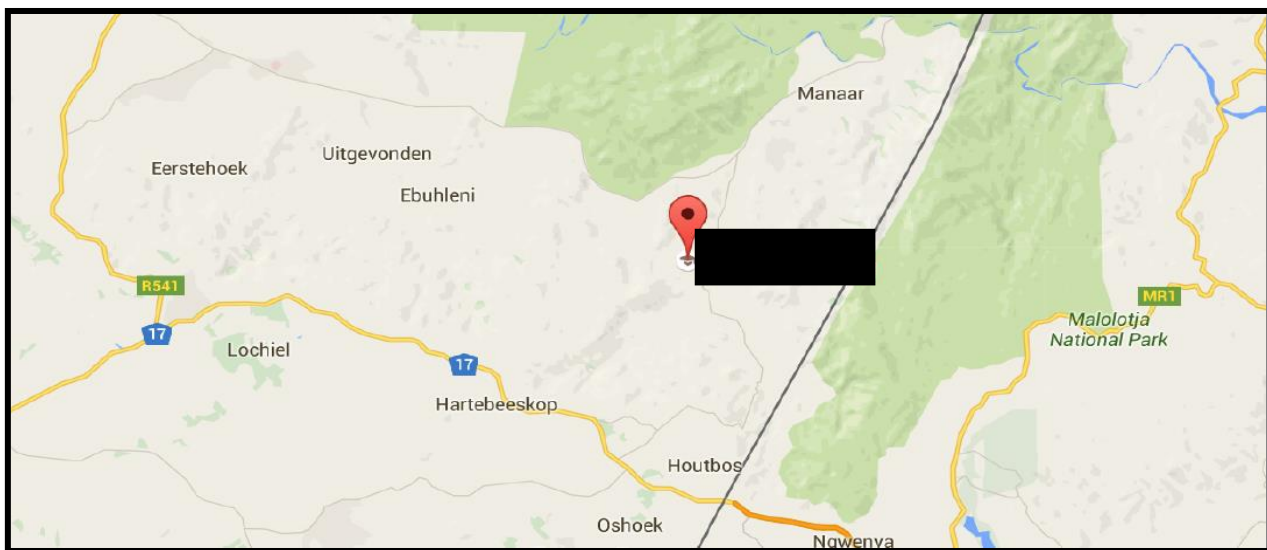 Manaar
Uitgevonden
Eerstehoek
Ebuhleni
R541
MR1
Malolotja
National Park
17
Lochiel
17
Hartebeeskop
Houtbos
Oshoek
Ngwenya